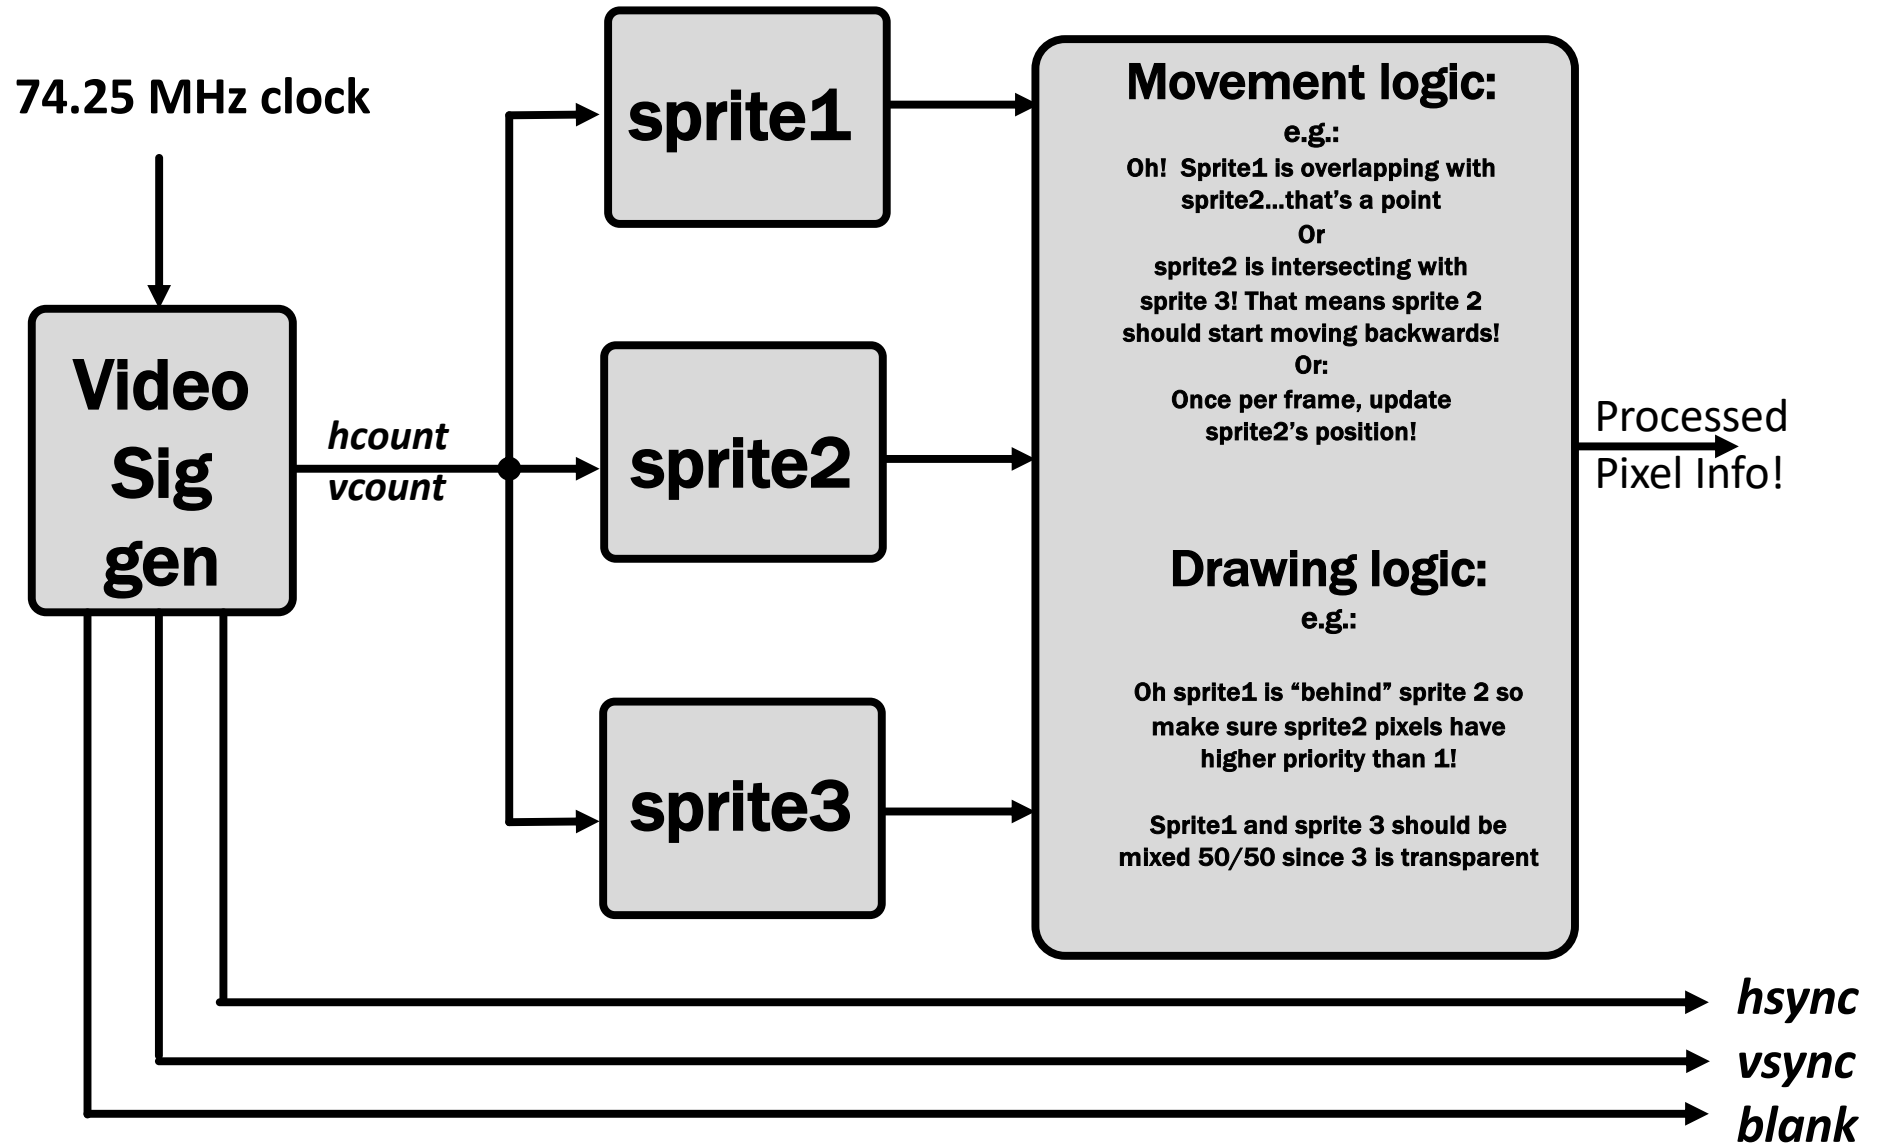 74.25 MHz clock
Video
Sig
gen
hcount
vcount
sprite1
sprite2
sprite3
Movement logic:
e.g.:
Oh!  Sprite1 is overlapping with
sprite2...that’s a point
Or
sprite2 is intersecting with
sprite 3! That means sprite 2
should start moving backwards!
Or:
Once per frame, update
sprite2’s position!
Drawing logic:
e.g.:
Oh sprite1 is “behind” sprite 2 so
make sure sprite2 pixels have
higher priority than 1!
Sprite1 and sprite 3 should be
mixed 50/50 since 3 is transparent
Processed
Pixel Info!
hsync
vsync
blank